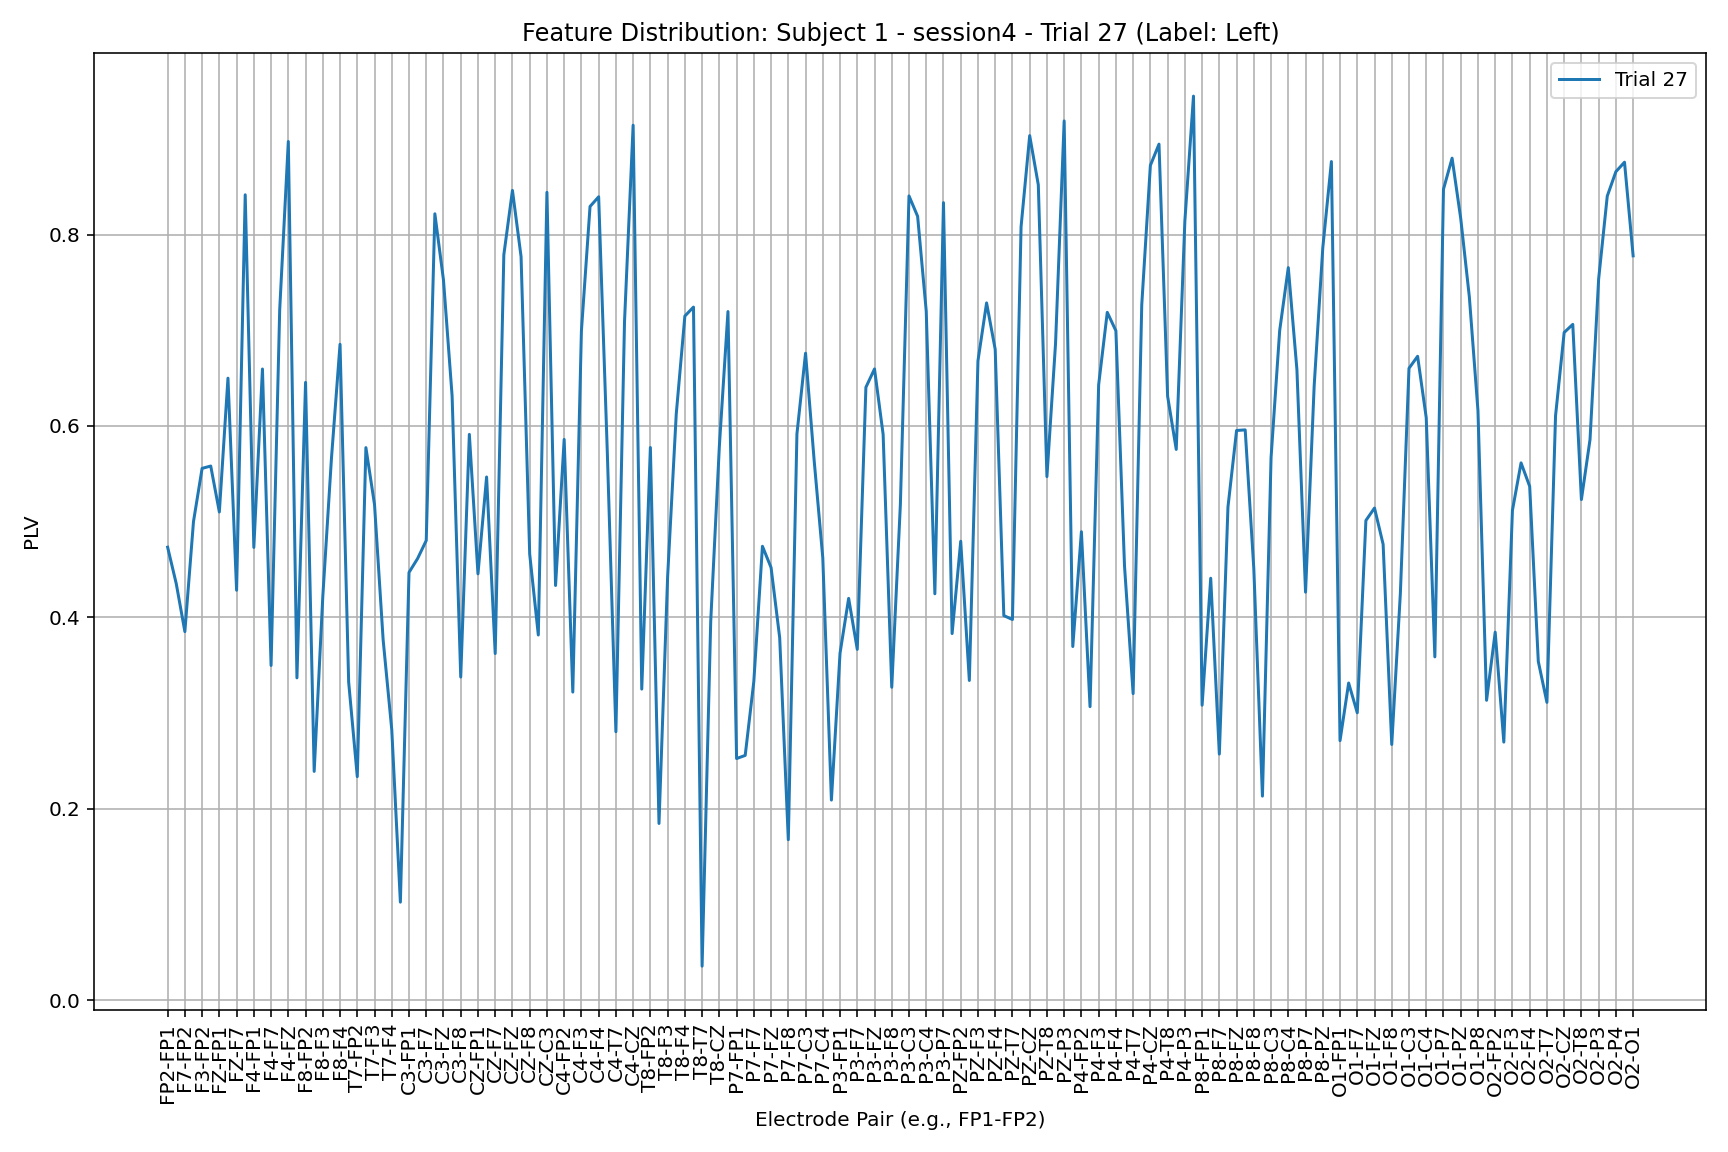 Feature Distribution: Subject 1 - session4 - Trial 27 (Label: Left)
Trial 27
PLV
0.8
0.6
0.4
0.2
0.0
FP2-FP1
F7-FP2
F3-FP2
FZ-FP1
FZ-F7
F4-FP1
F4-F7
F4-FZ
F8-FP2
F8-F3
F8-F4
T7-FP2
T7-F3
T7-F4
C3-FP1
C3-F7
C3-FZ
C3-F8
CZ-FP1
CZ-F7
CZ-FZ
CZ-F8
CZ-C3
C4-FP2
C4-F3
C4-F4
C4-T7
C4-CZ
T8-FP2
T8-F3
T8-F4
T8-T7
T8-CZ
P7-FP1
P7-F7
P7-FZ
P7-F8
P7-C3
P7-C4
P3-FP1
P3-F7
P3-FZ
P3-F8
P3-C3
P3-C4
P3-P7
PZ-FP2
PZ-F3
PZ-F4
PZ-T7
PZ-CZ
PZ-T8
PZ-P3
P4-FP2
P4-F3
P4-F4
P4-T7
P4-CZ
P4-T8
P4-P3
P8-FP1
P8-F7
P8-FZ
P8-F8
P8-C3
P8-C4
P8-P7
P8-PZ
O1-FP1
O1-F7
O1-FZ
O1-F8
O1-C3
O1-C4
O1-P7
O1-PZ
O1-P8
O2-FP2
O2-F3
O2-F4
O2-T7
O2-CZ
O2-T8
O2-P3
O2-P4
O2-O1
Electrode Pair (e.g., FP1-FP2)